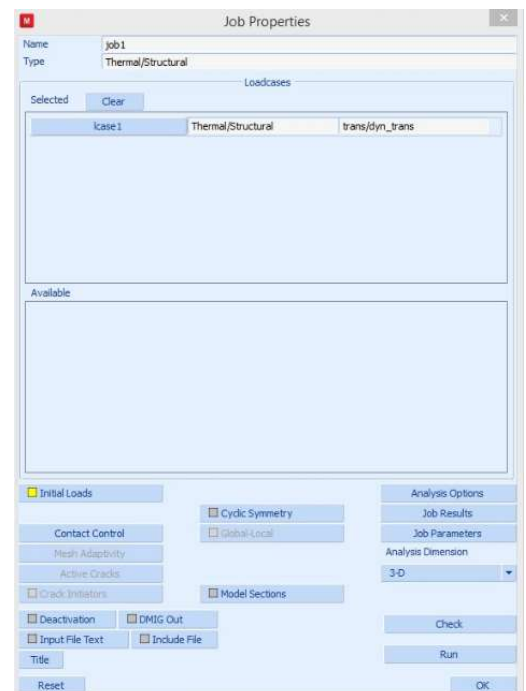 M Job Properties
Name job1
Type Thermal/Structural
Loadcases
Selected Clear
lcase1 Thermal/Structural trans/dyn_trans
Available
Initial Loads Analysis Options
Cyclic Symmetry Job Results
Contact Control Global-Local Job Parameters
Mesh Adaptivity Analysis Dimension
Active Cracks 3-D
Crack Initiators Model Sections
Deactivation DMIG Out Check
Input File Text Include File
Title Run
Reset OK